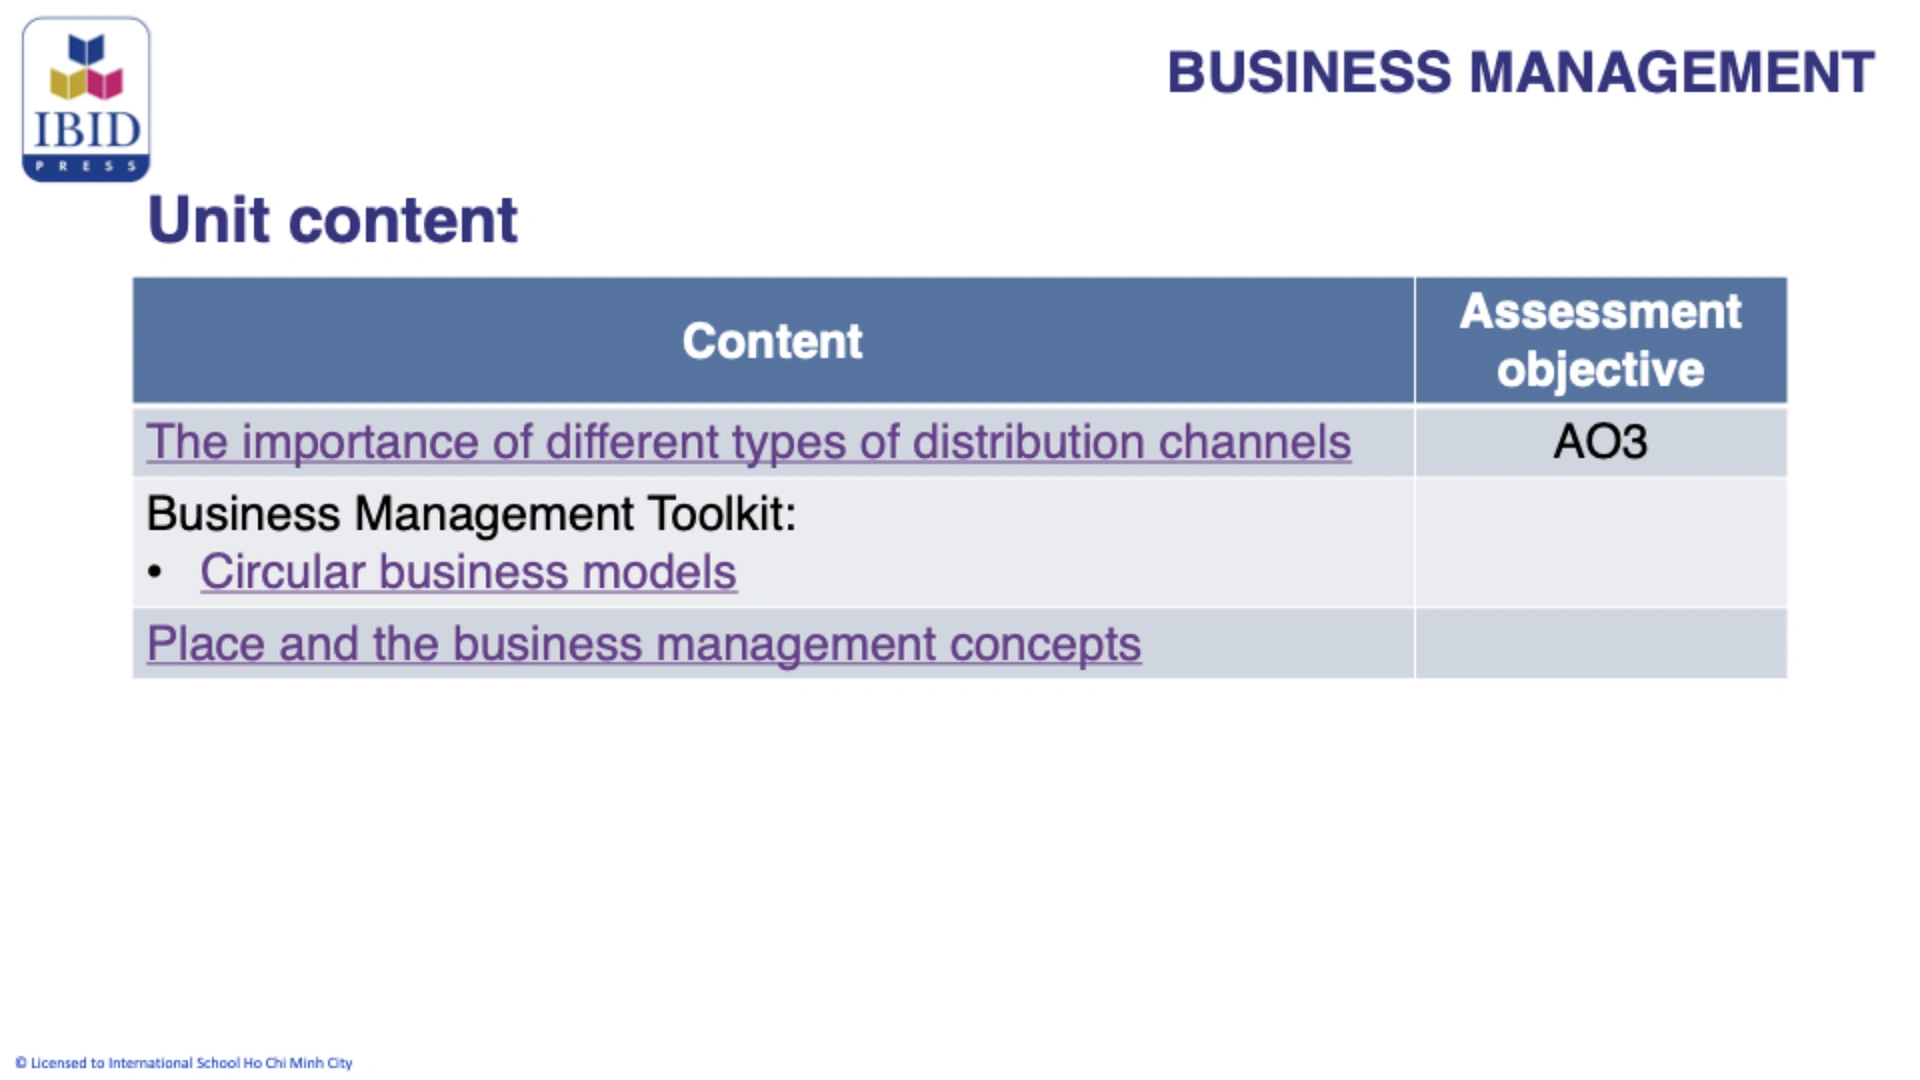 IBID
PRESS
BUSINESS MANAGEMENT
Unit content
Content
Assessment
objective
The importance of different types of distribution channels
AO3
Business Management Toolkit:
• Circular business models
Place and the business management concepts
© Licensed to International School Ho Chi Minh City